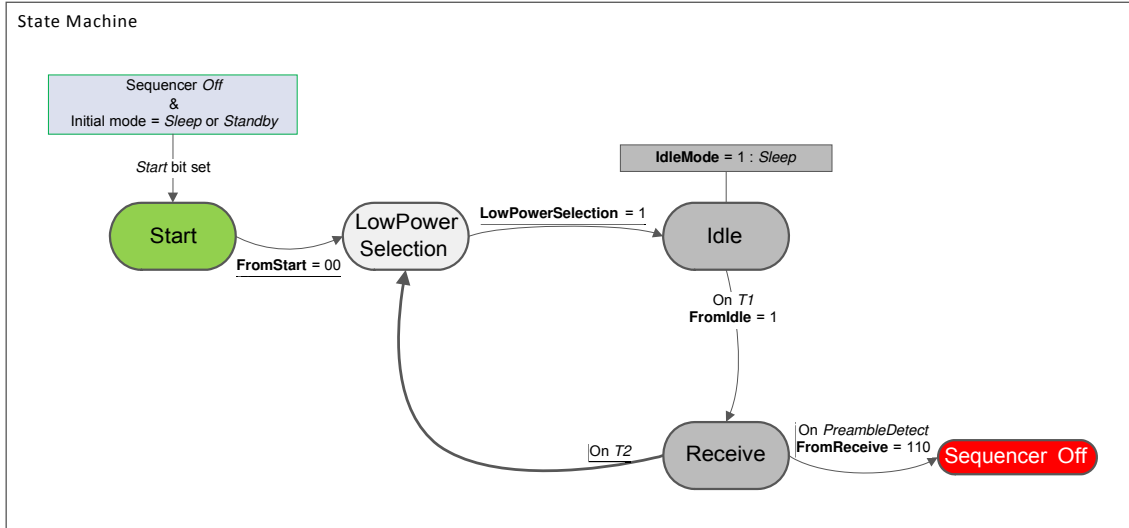 State Machine
Sequencer Off
&
Initial mode = Sleep or Standby
Start bit set
IdleMode = 1 : Sleep
Start
FromStart = 00
LowPower
Selection
LowPowerSelection = 1
Idle
On T1
FromIdle = 1
On T2
Receive
On PreambleDetect
FromReceive = 110
Sequencer Off